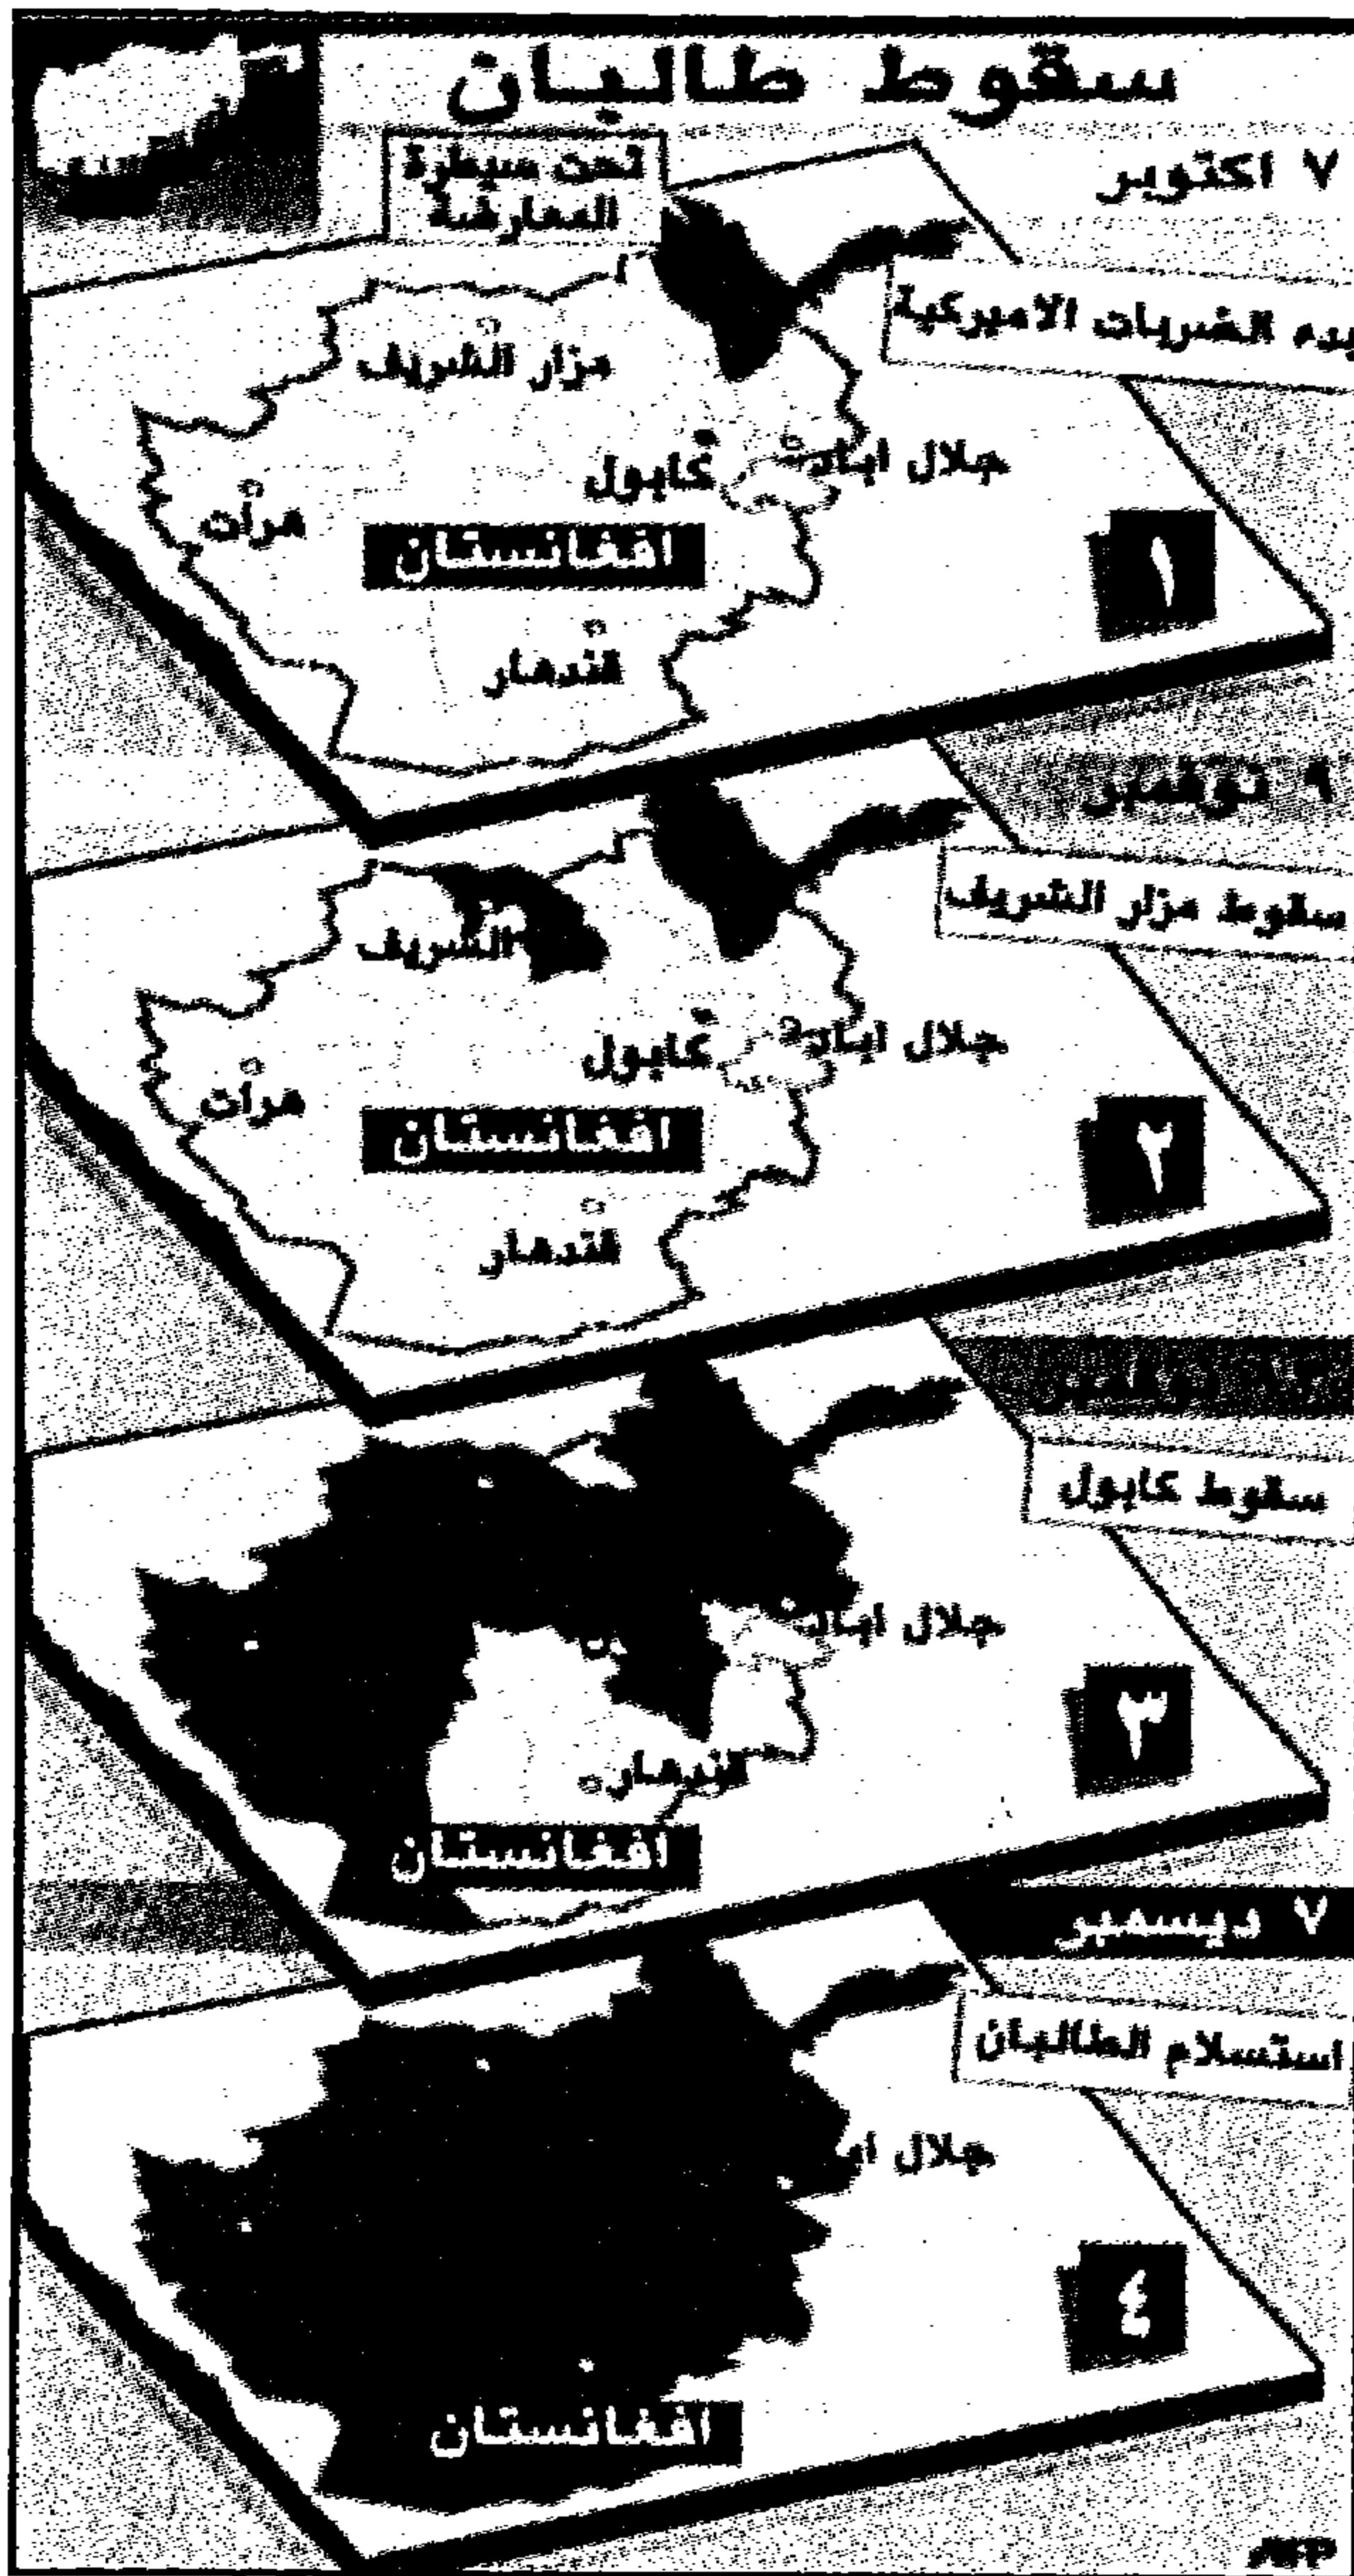 سقوط طالبان
تحت سيطرة
المعارضة
٧ اكتوبر
بدء الضربات الاميركية
مزار الشريف
كابول
جلال اباد
هرات
افغانستان
١
قندهار
٩ نوفمبر
سقوط مزار الشريف
الشريف
كابول
جلال اباد
هرات
افغانستان
٢
قندهار
نوفمبر
سقوط كابول
جلال اباد
٣
قندهار
افغانستان
٧ ديسمبر
استسلام الطالبان
جلال ا
٤
افغانستان
AFP